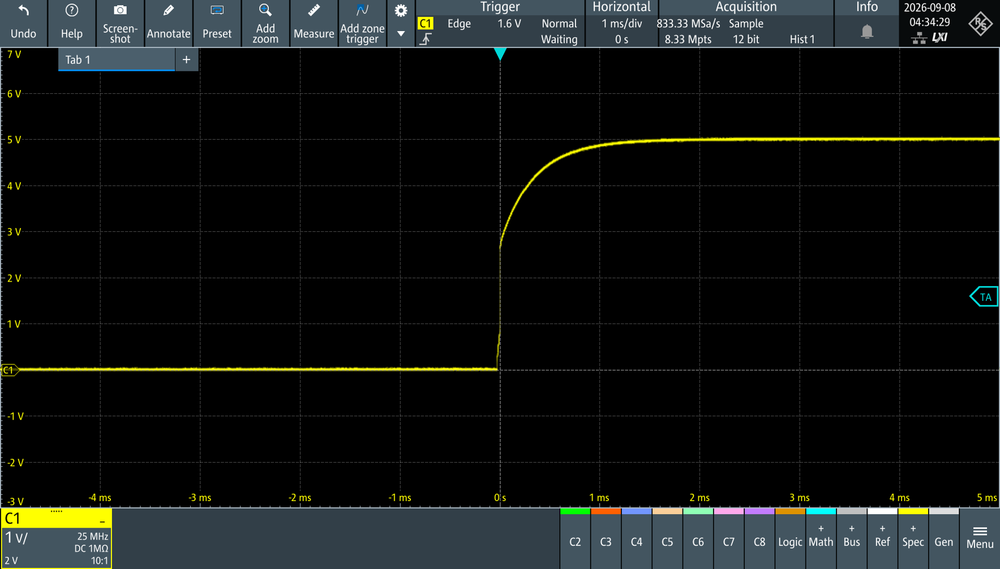 Undo
Help
Screen-
shot
Annotate
Preset
Add
zoom
Measure
Add zone
trigger
Trigger
C1 Edge 1.6 V Normal
Waiting
Horizontal
1 ms/div
0 s
Acquisition
833.33 MSa/s Sample
8.33 Mpts 12 bit Hist 1
Info
2026-09-08
04:34:29
LXI
R&S
Tab 1 +
7 V
6 V
5 V
4 V
3 V
2 V
TA
1 V
C1
-1 V
-2 V
-3 V
-4 ms -3 ms -2 ms -1 ms 0 s 1 ms 2 ms 3 ms 4 ms 5 ms
C1
1 V/ 25 MHz
DC 1MΩ
2 V 10:1
C2
C3
C4
C5
C6
C7
C8
Logic
+
Math
+
Bus
+
Ref
+
Spec
Gen
Menu